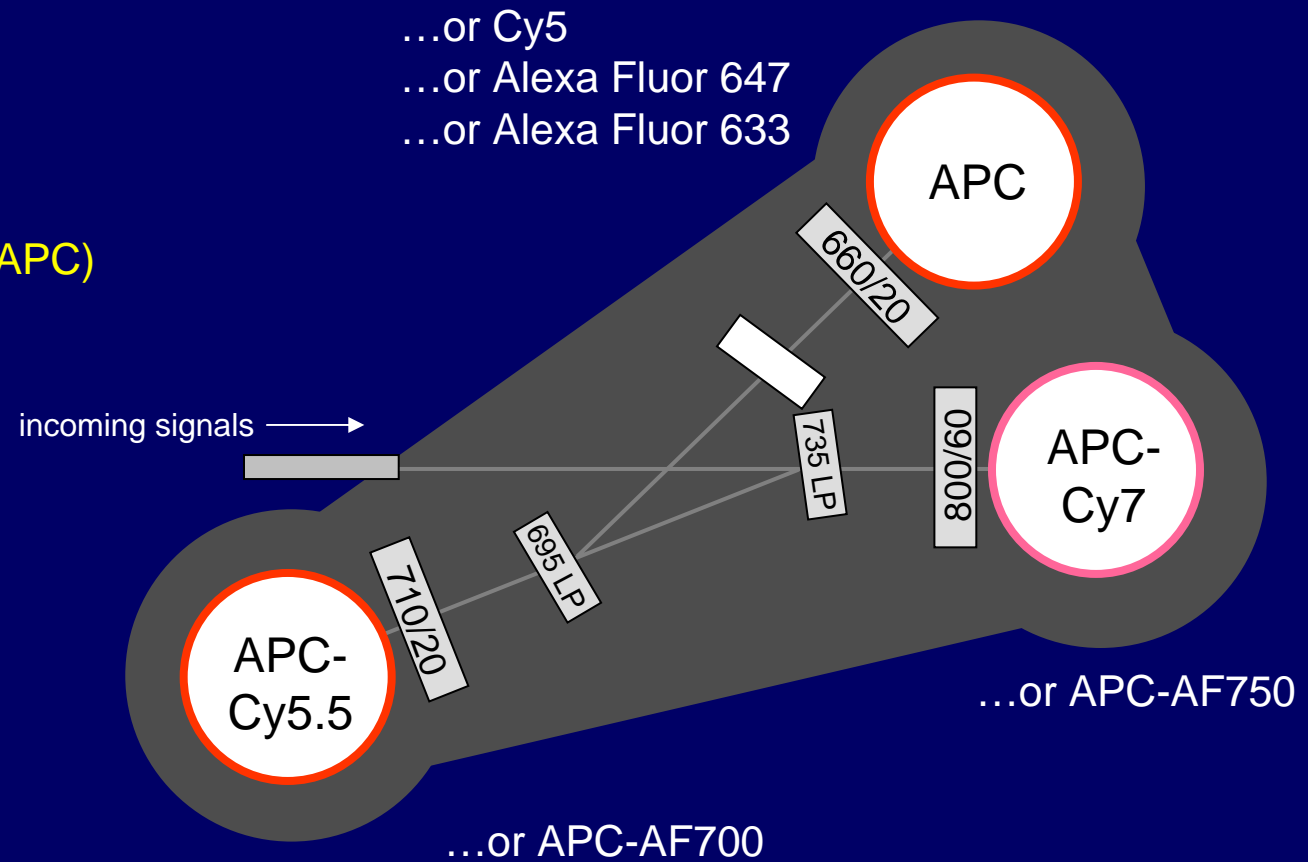 …or Cy5
…or Alexa Fluor 647
…or Alexa Fluor 633
APC
APC)
660/20
incoming signals
735 LP
800/60
APC-
Cy7
695 LP
710/20
APC-
Cy5.5
…or APC-AF750
…or APC-AF700